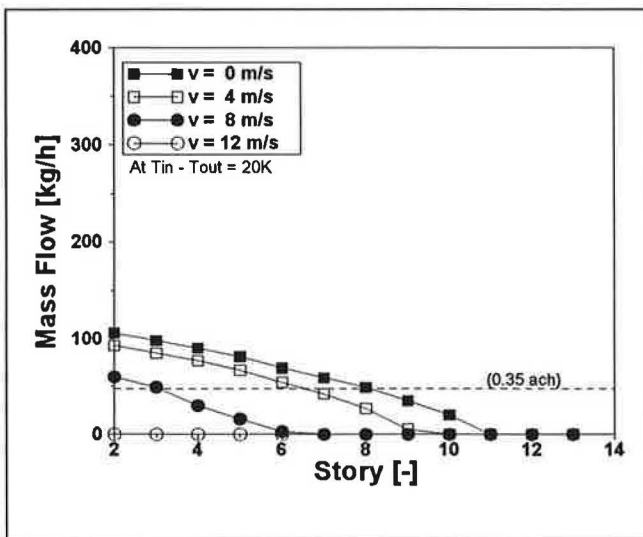 400
300
200
100
0
Mass Flow [kg/h]
v = 0 m/s
v = 4 m/s
v = 8 m/s
v = 12 m/s
At Tin - Tout = 20K
(0.35 ach)
2 4 6 8 10 12 14
Story [-]